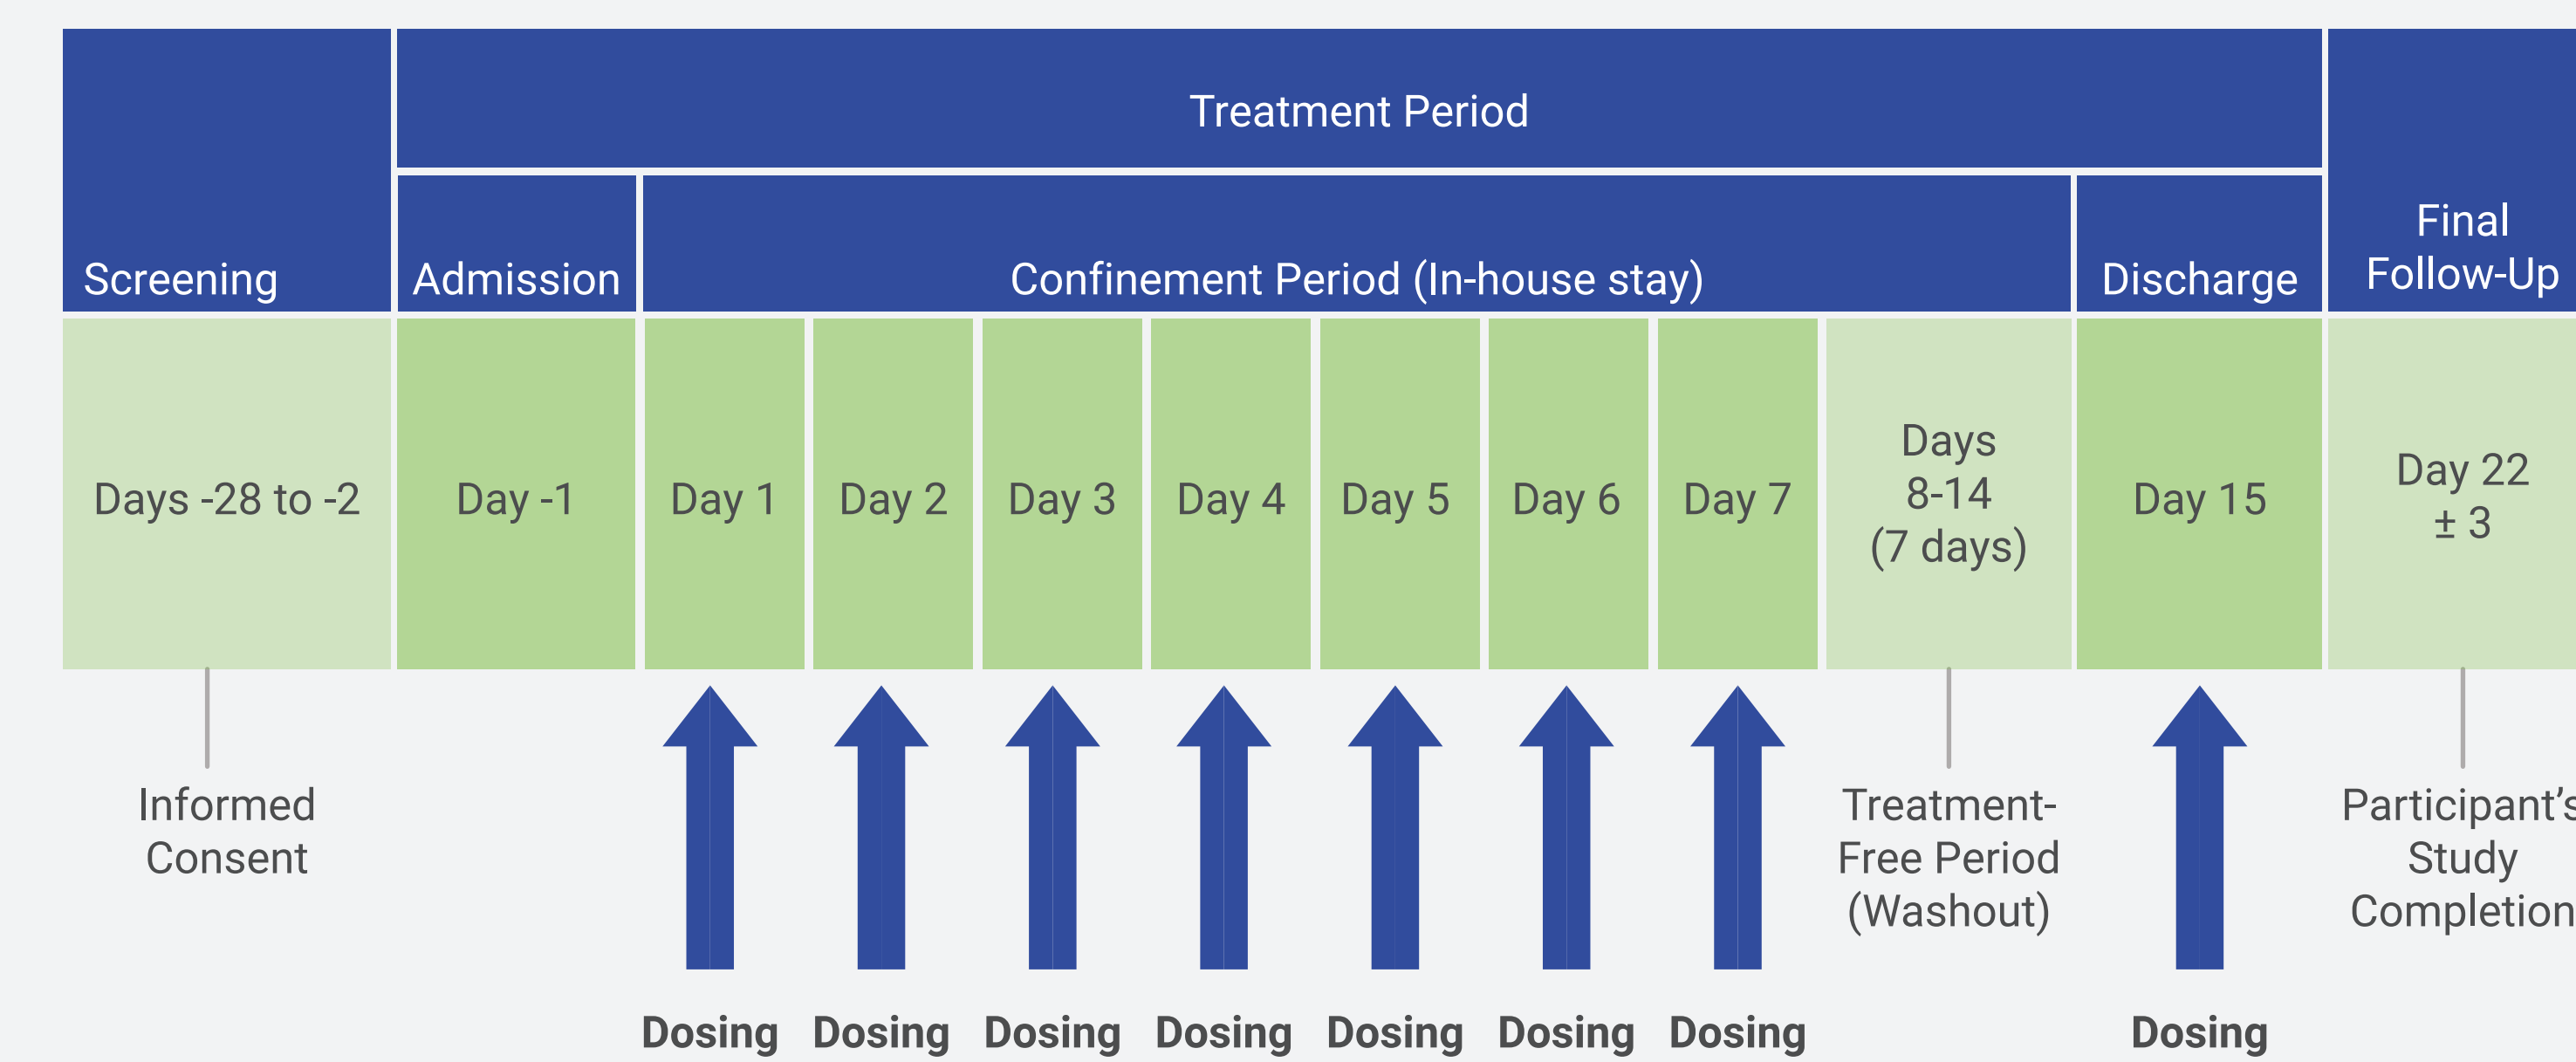 Treatment Period
Screening
Admission
Confinement Period (In-house stay)
Discharge
Final
Follow-Up
Days -28 to -2
Day -1
Day 1
Day 2
Day 3
Day 4
Day 5
Day 6
Day 7
Days
8-14
(7 days)
Day 15
Day 22
± 3
Informed
Consent
Treatment-
Free Period
(Washout)
Participant’s
Study
Completion
Dosing
Dosing
Dosing
Dosing
Dosing
Dosing
Dosing
Dosing